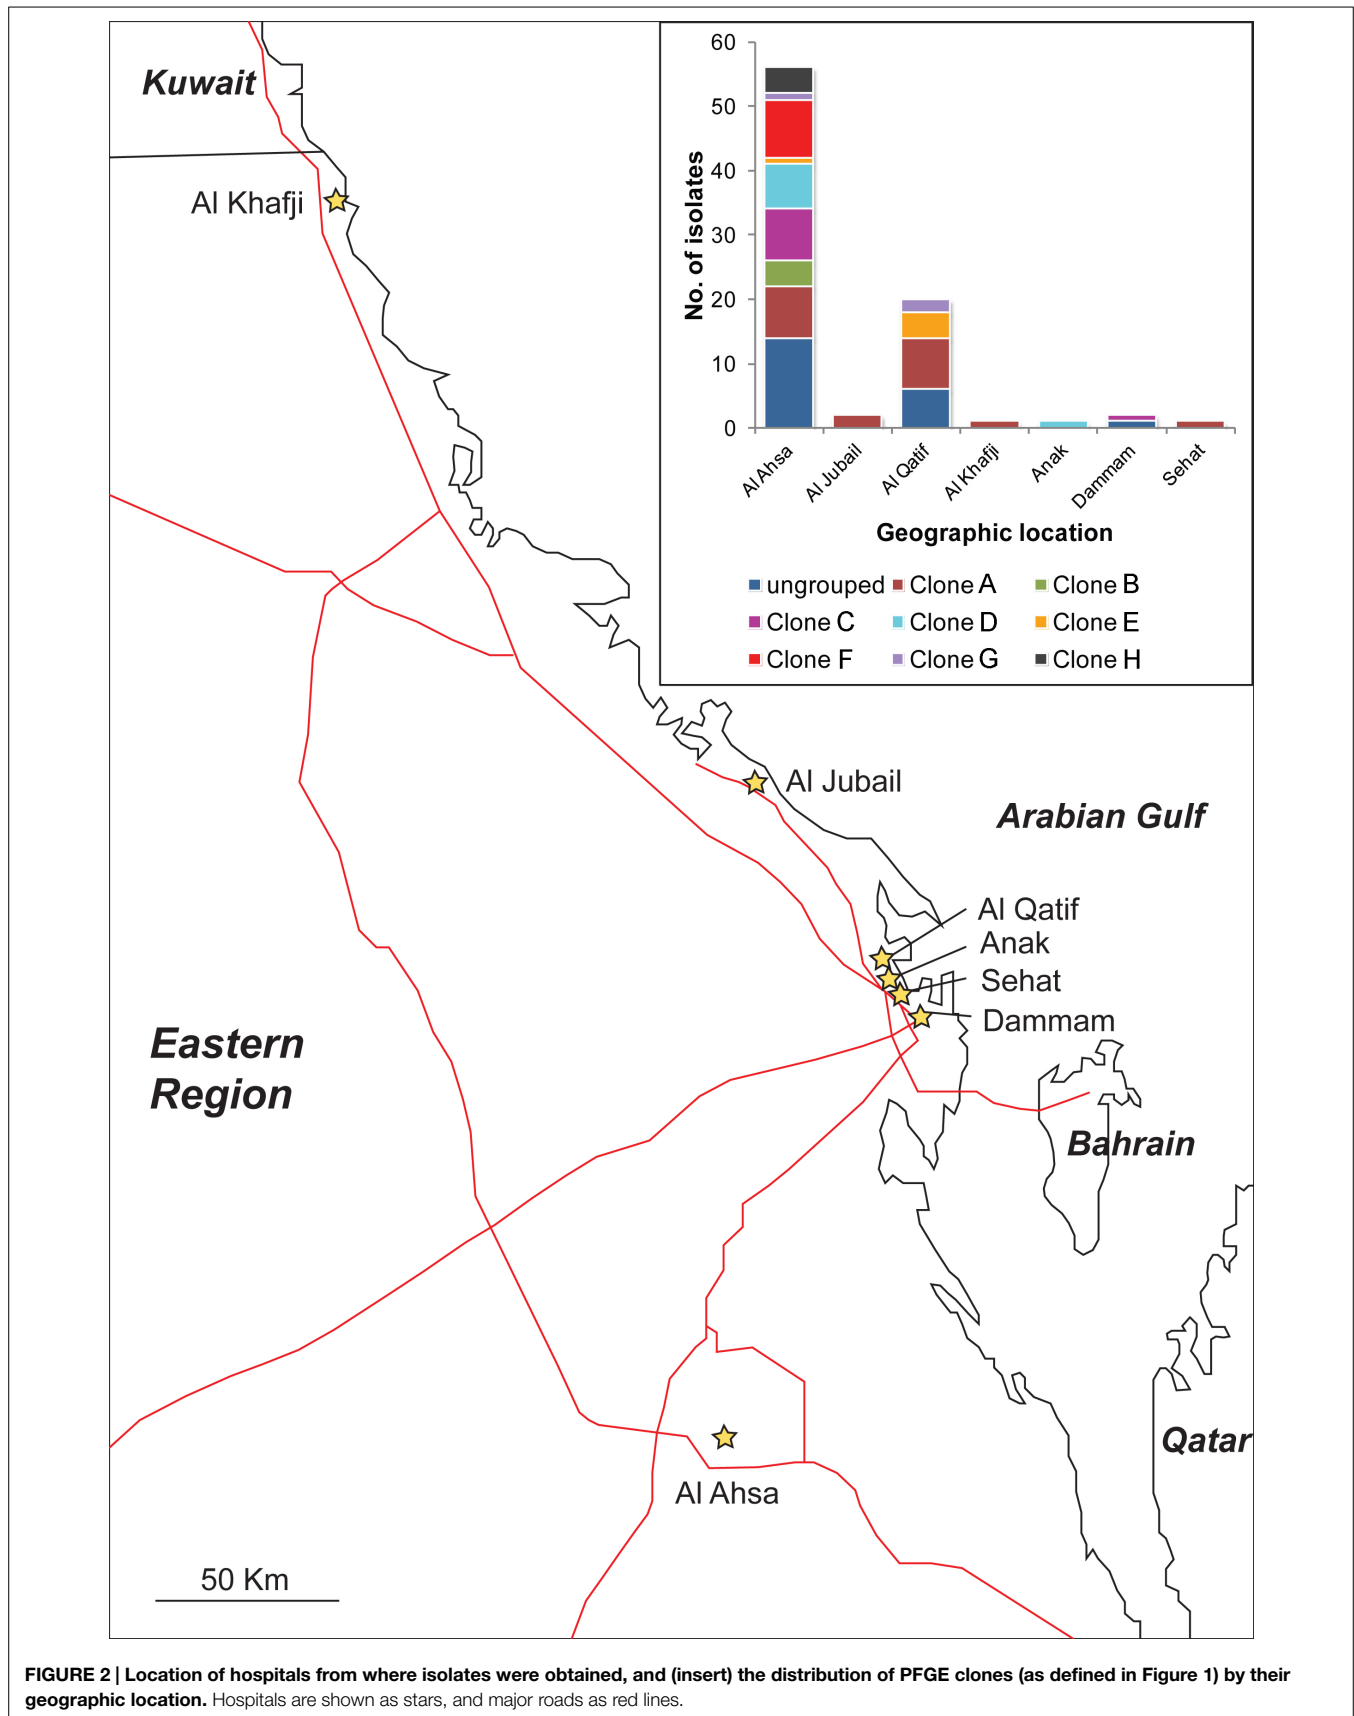 Kuwait
Al Khafji
60
50
40
30
20
10
0
No. of isolates
Al Ahsa
Al Jubail
Al Qatif
Al Khafji
Anak
Dammam
Sehat
Geographic location
ungrouped Clone A Clone B
Clone C Clone D Clone E
Clone F Clone G Clone H
Al Jubail
Arabian Gulf
Al Qatif
Anak
Sehat
Dammam
Eastern
Region
Bahrain
Qatar
Al Ahsa
50 Km
FIGURE 2 | Location of hospitals from where isolates were obtained, and (insert) the distribution of PFGE clones (as defined in Figure 1) by their
geographic location. Hospitals are shown as stars, and major roads as red lines.